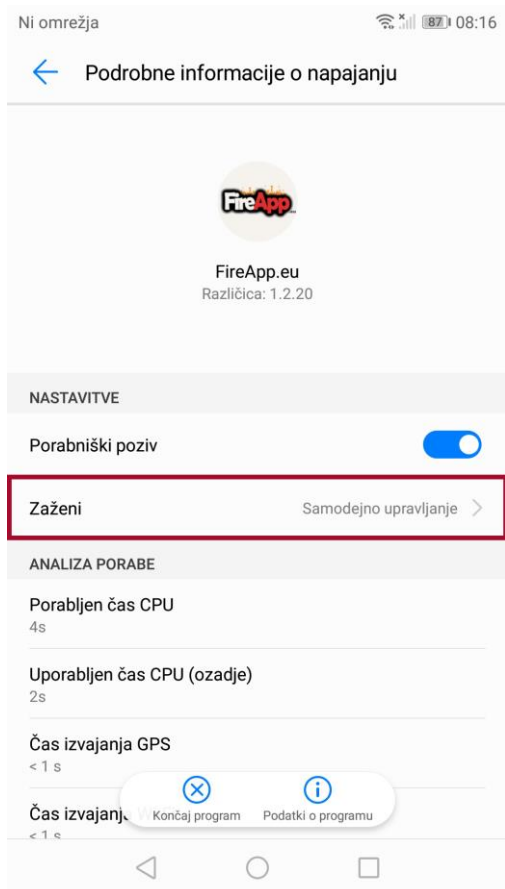 Ni omrežja 87 08:16
Podrobne informacije o napajanju
FireApp
FireApp.eu
Različica: 1.2.20
NASTAVITVE
Porabniški poziv
Zaženi Samodejno upravljanje
ANALIZA PORABE
Porabljen čas CPU
4s
Uporabljen čas CPU (ozadje)
2s
Čas izvajanja GPS
< 1 s
Čas izvajanja
Končaj program Podatki o programu
< 1 s